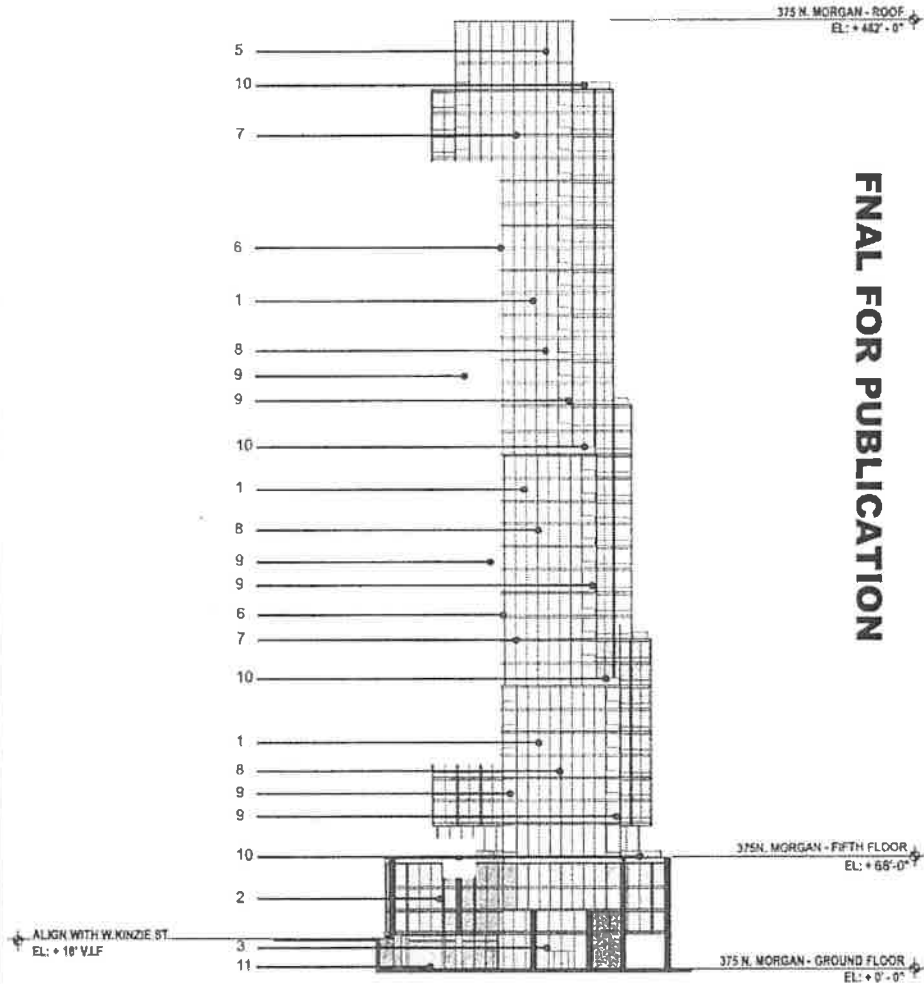 375 N. MORGAN - ROOF
EL: + 482' - 0"
5
10
7
6
1
8
9
9
10
1
8
9
9
6
7
10
1
8
9
9
10
375N. MORGAN - FIFTH FLOOR
EL: + 68'-0"
2
ALIGN WITH W.KINZIE ST.
EL: + 18' V.I.F
3
11
375 N. MORGAN - GROUND FLOOR
EL: + 0' - 0"
FNAL FOR PUBLICATION